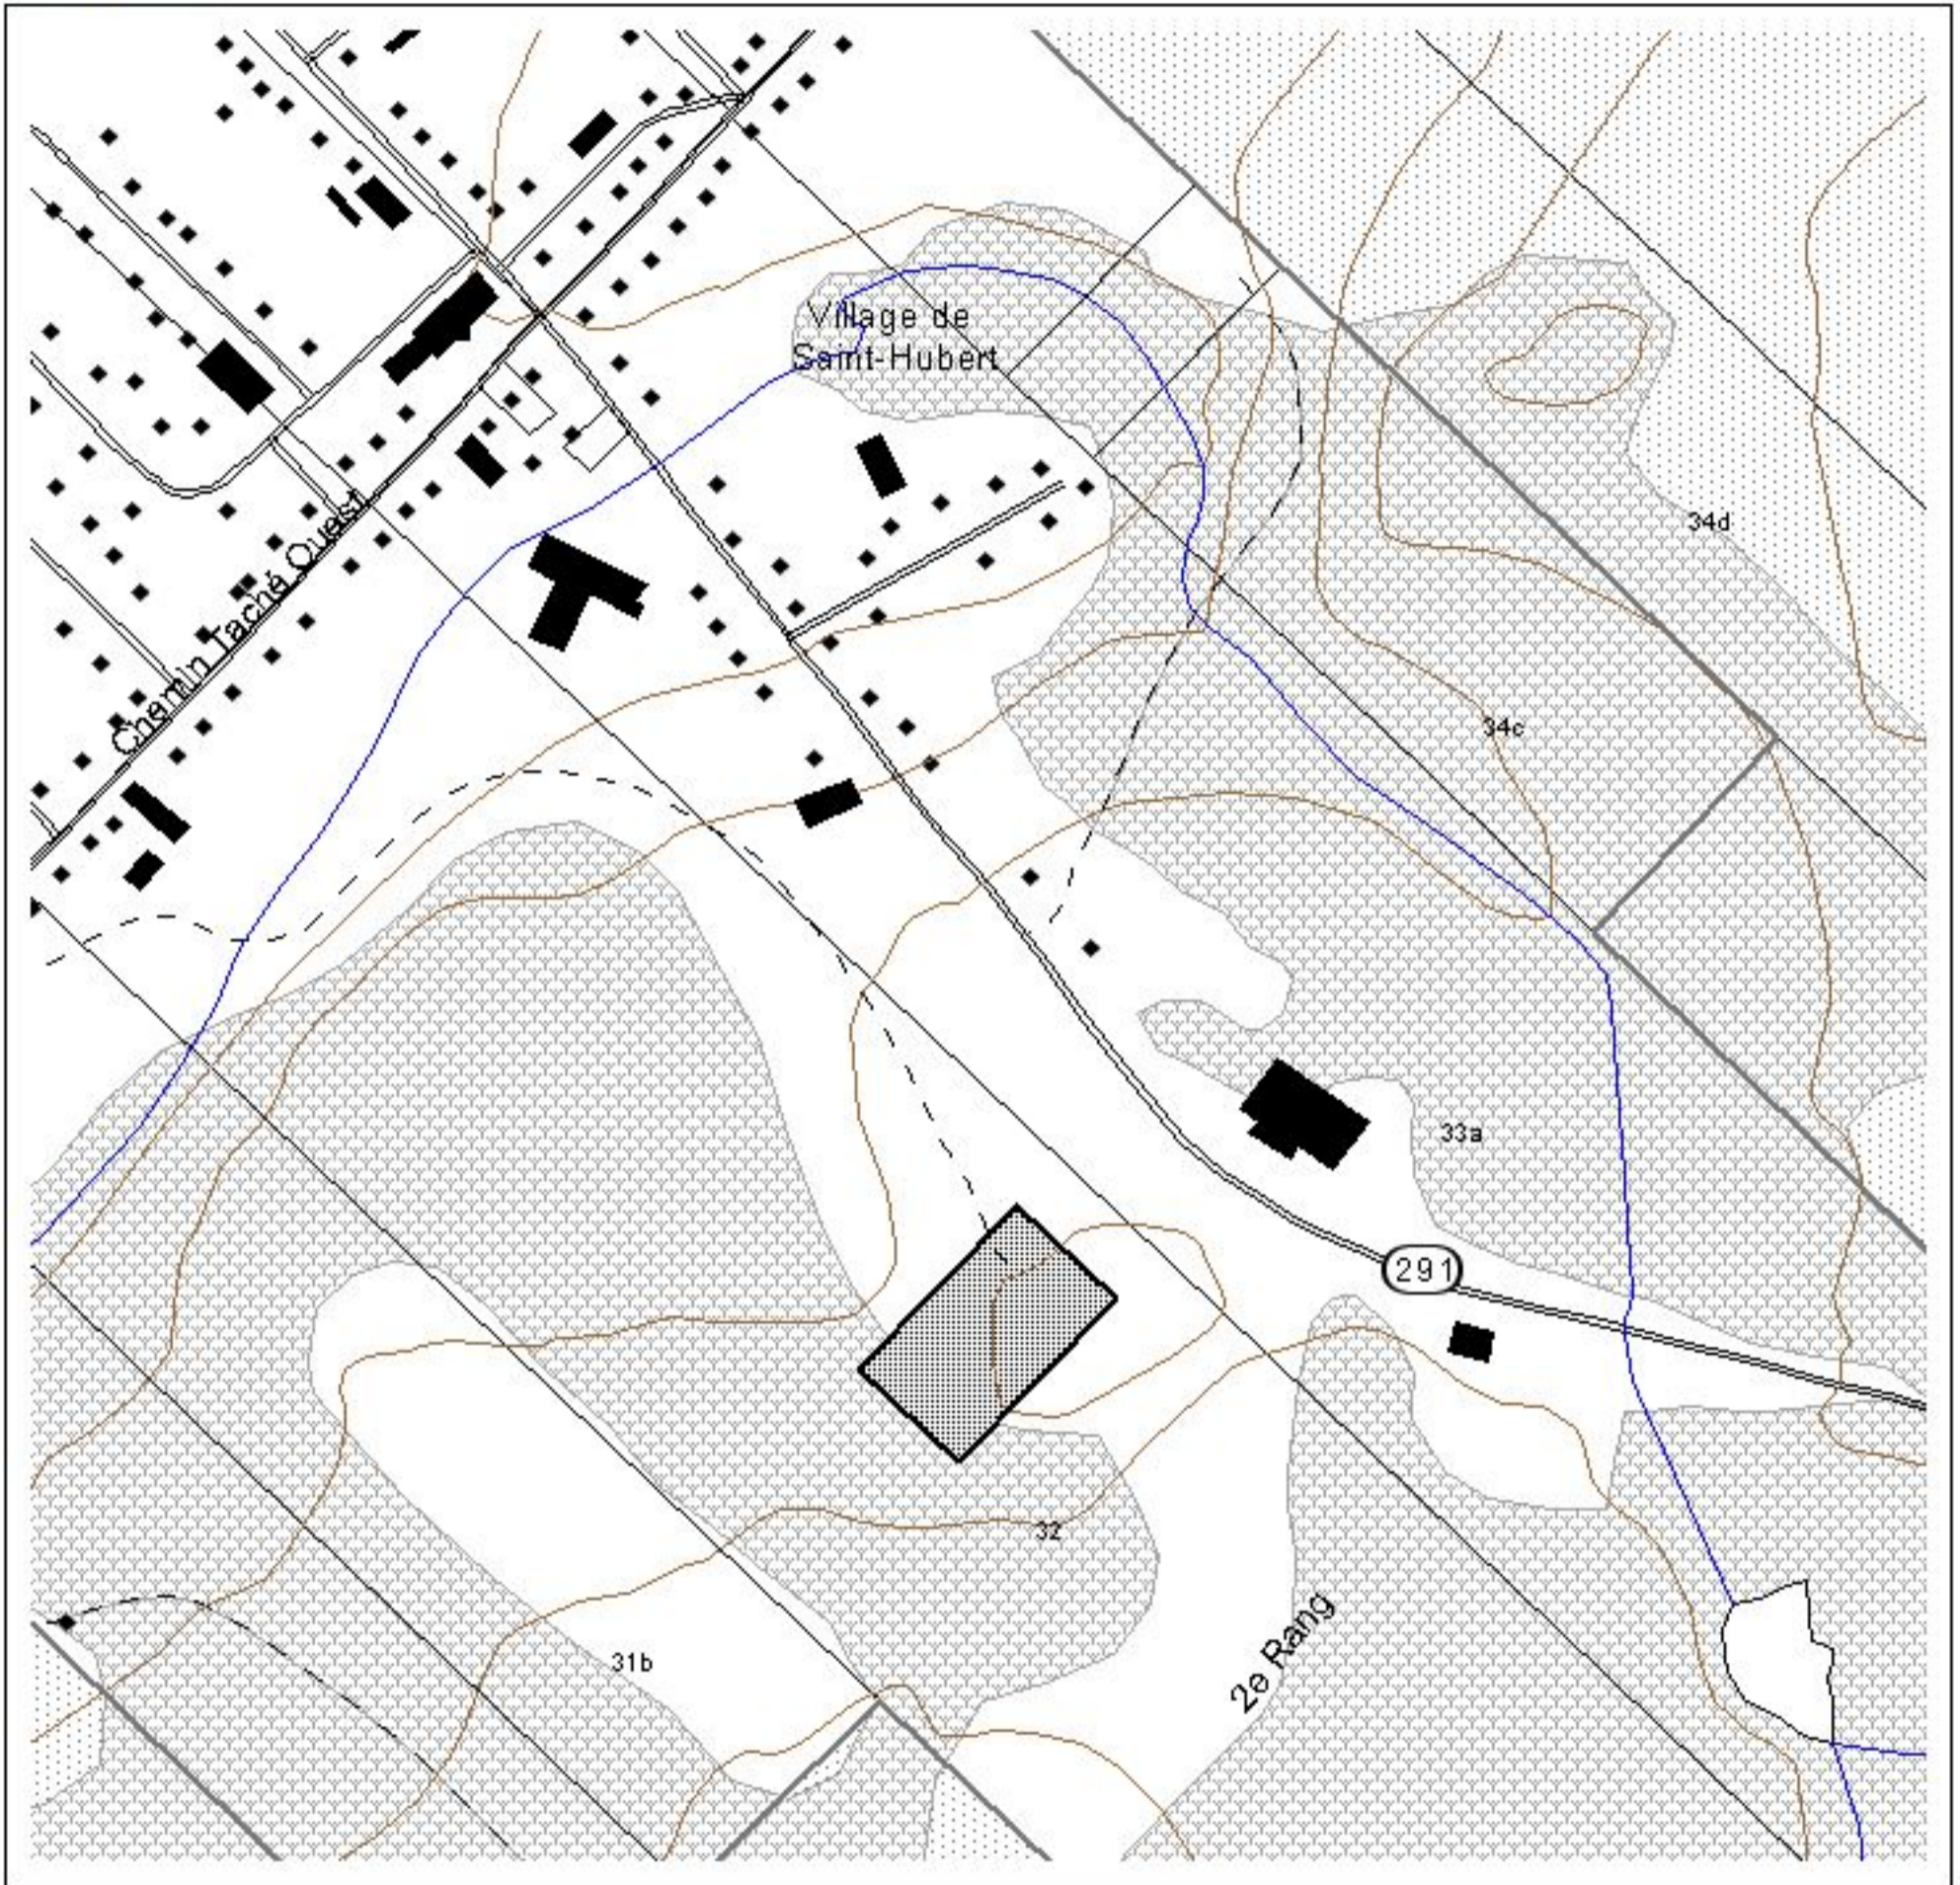 Village de
Saint-Hubert
Chemin Taché Ouest
34d
34c
33a
291
32
2e Rang
31b